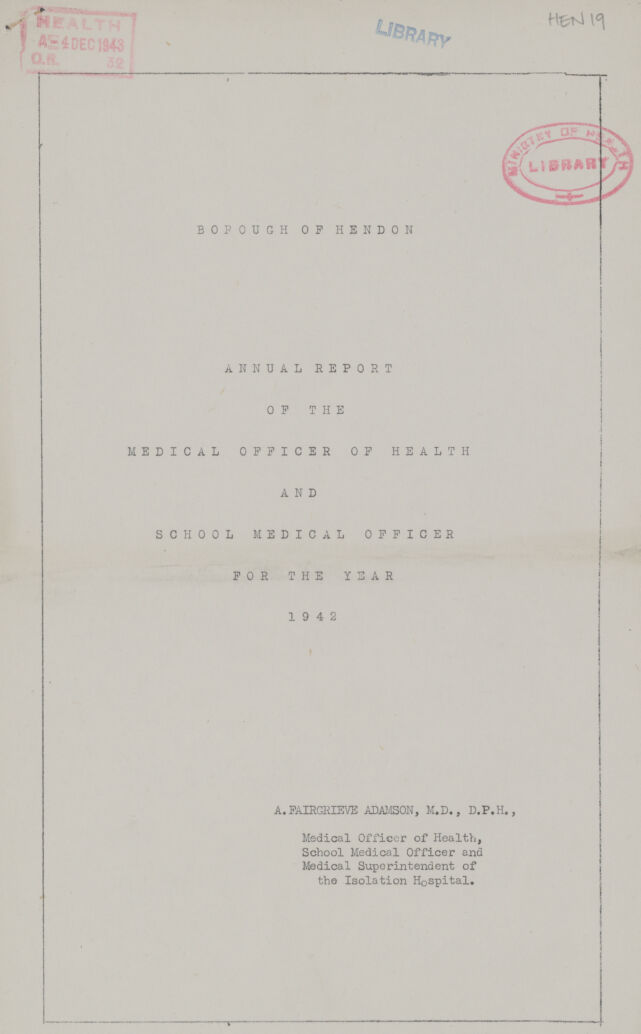 HEALTH
4 DEC 1943
O.R. 32
LIBRARY
HEN 19
MINISTRY OF HEALTH
LIBRARY
BOROUGH OF HENDON
ANNUAL REPORT
OF THE
MEDICAL OFFICER OF HEALTH
AND
SCHOOL MEDICAL OFFICER
FOR THE YEAR
1942
A. FAIRGRIEVE ADAMSON, M.D., D.P.H.,
Medical Officer of Health,
School Medical Officer and
Medical Superintendent of
the Isolation Hospital.